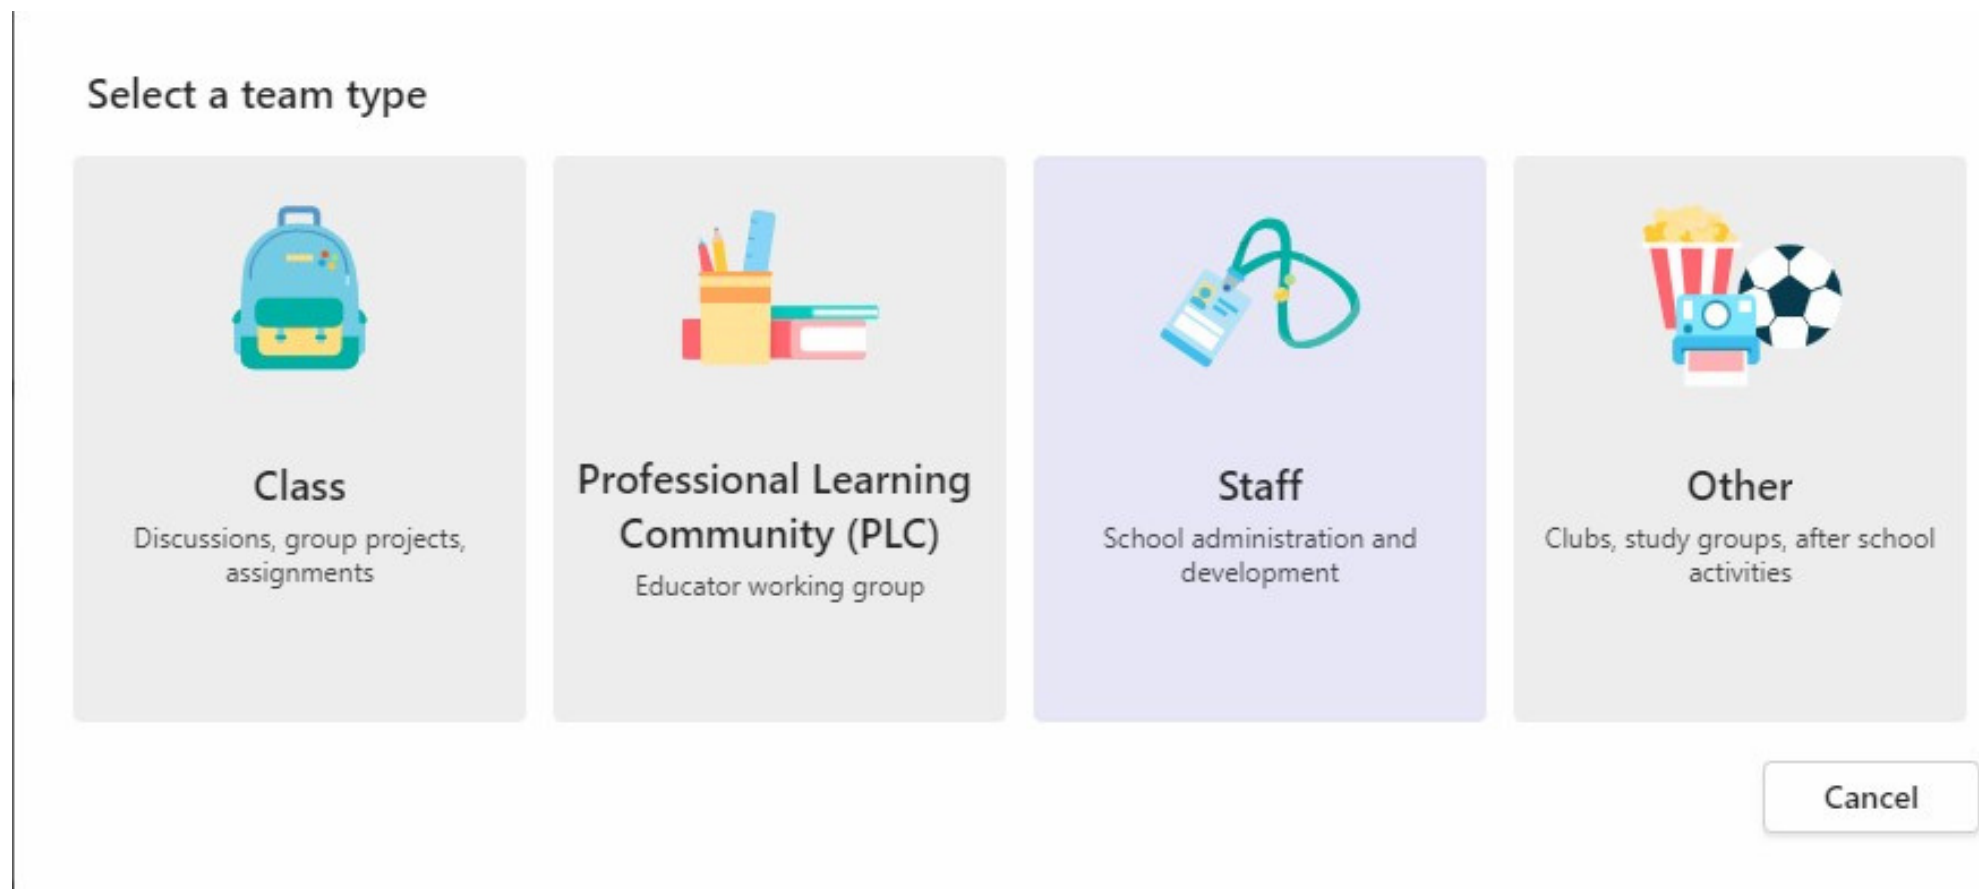 Select a team type
Class
Discussions, group projects,
assignments
Professional Learning
Community (PLC)
Educator working group
Staff
School administration and
development
Other
Clubs, study groups, after school
activities
Cancel